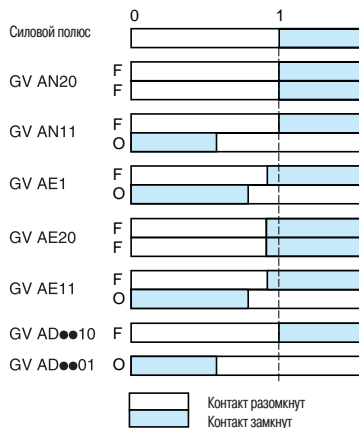 0 1
Силовой полюс
GV AN20 F
F
GV AN11 F
O
GV AE1 F
O
GV AE20 F
F
GV AE11 F
O
GV AD●●10 F
GV AD●●01 O
Контакт разомкнут
Контакт замкнут